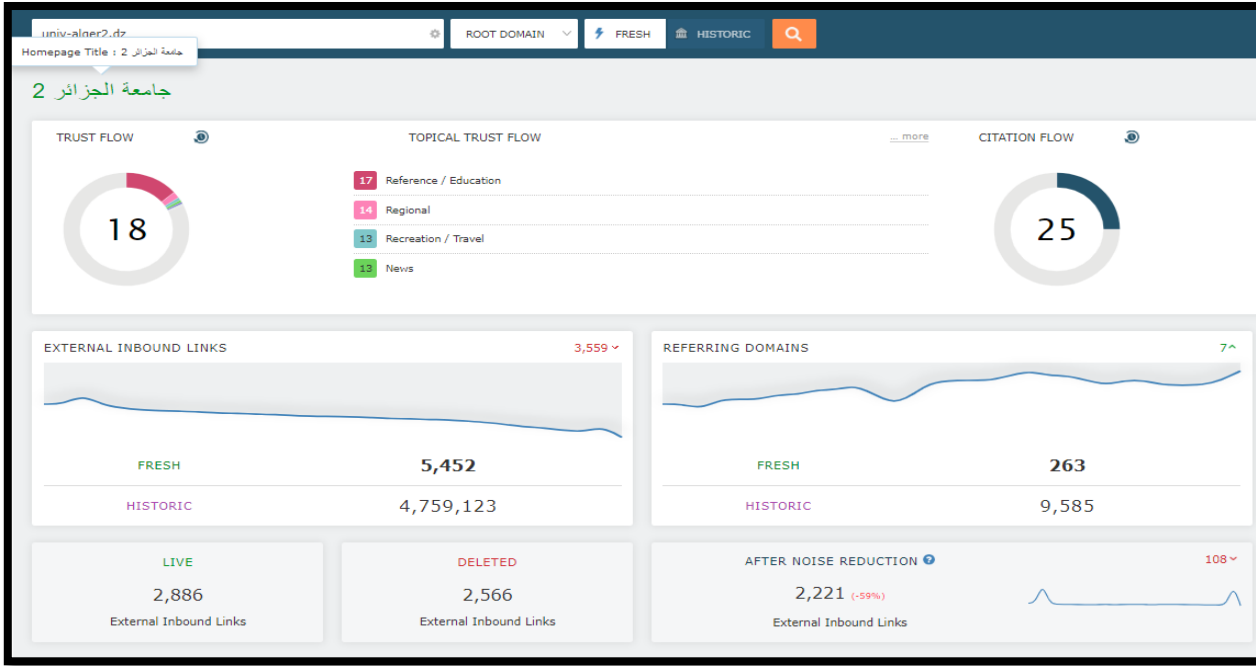 univ-alger2.dz ROOT DOMAIN FRESH HISTORIC
Homepage Title : جامعة الجزائر 2
جامعة الجزائر 2
TRUST FLOW
18
TOPICAL TRUST FLOW ... more
17 Reference / Education
14 Regional
13 Recreation / Travel
13 News
CITATION FLOW
25
EXTERNAL INBOUND LINKS 3,559
FRESH 5,452
HISTORIC 4,759,123
REFERRING DOMAINS 7
FRESH 263
HISTORIC 9,585
LIVE
2,886
External Inbound Links
DELETED
2,566
External Inbound Links
AFTER NOISE REDUCTION ? 108
2,221 (-59%)
External Inbound Links